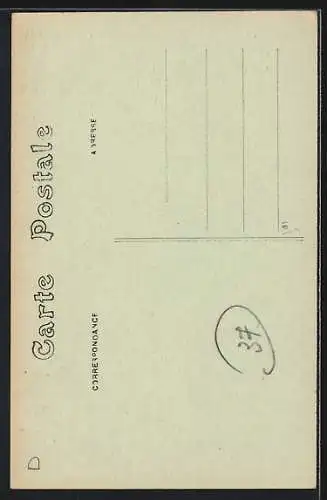 Carte Postale
CORRESPONDANCE
ADRESSE
37
D